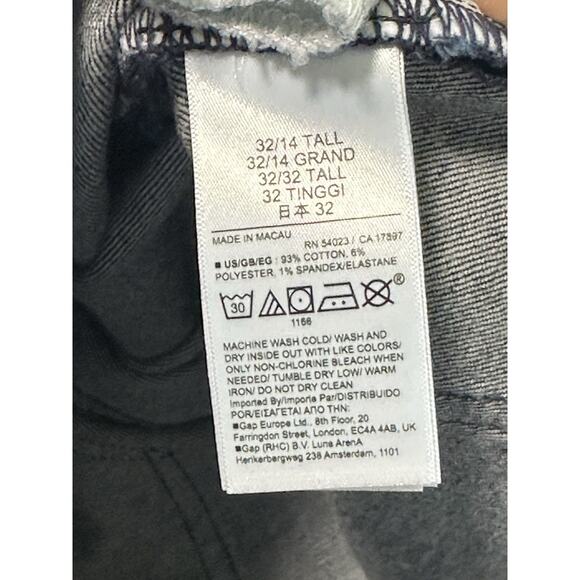 32/14 TALL
32/14 GRAND
32/32 TALL
32 TINGGI
日本 32
MADE IN MACAU RN 54023 / CA 17897
■ US/GB/EG : 93% COTTON, 6%
POLYESTER, 1% SPANDEX/ELASTANE
30 ®
1166
MACHINE WASH COLD/ WASH AND
DRY INSIDE OUT WITH LIKE COLORS/
ONLY NON-CHLORINE BLEACH WHEN
NEEDED/ TUMBLE DRY LOW/ WARM
IRON/ DO NOT DRY CLEAN
Imported By/Importe Par/DISTRIBUIDO
POR/ΕΙΣΑΓΕΤΑΙ ΑΠΟ ΤΗΝ:
■Gap Europe Ltd., 8th Floor, 20
Farringdon Street, London, EC4A 4AB, UK
■Gap (RHC) B.V. Luna ArenA
Herikerbergweg 238 Amsterdam, 1101